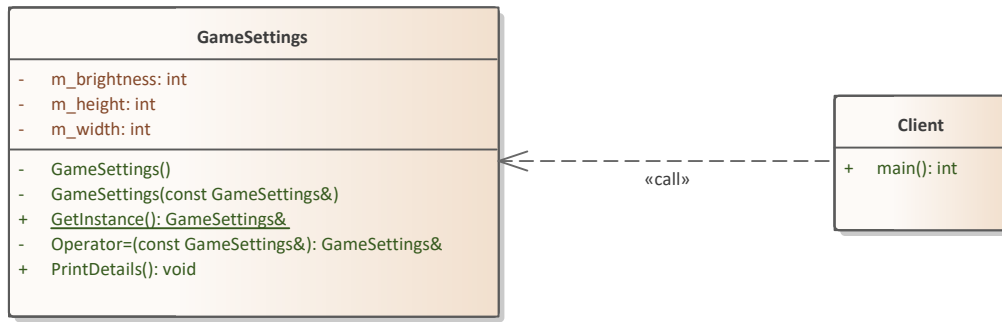 GameSettings
- m_brightness: int
- m_height: int
- m_width: int
- GameSettings()
- GameSettings(const GameSettings&)
+ GetInstance(): GameSettings&
- Operator=(const GameSettings&): GameSettings&
+ PrintDetails(): void
«call»
Client
+ main(): int